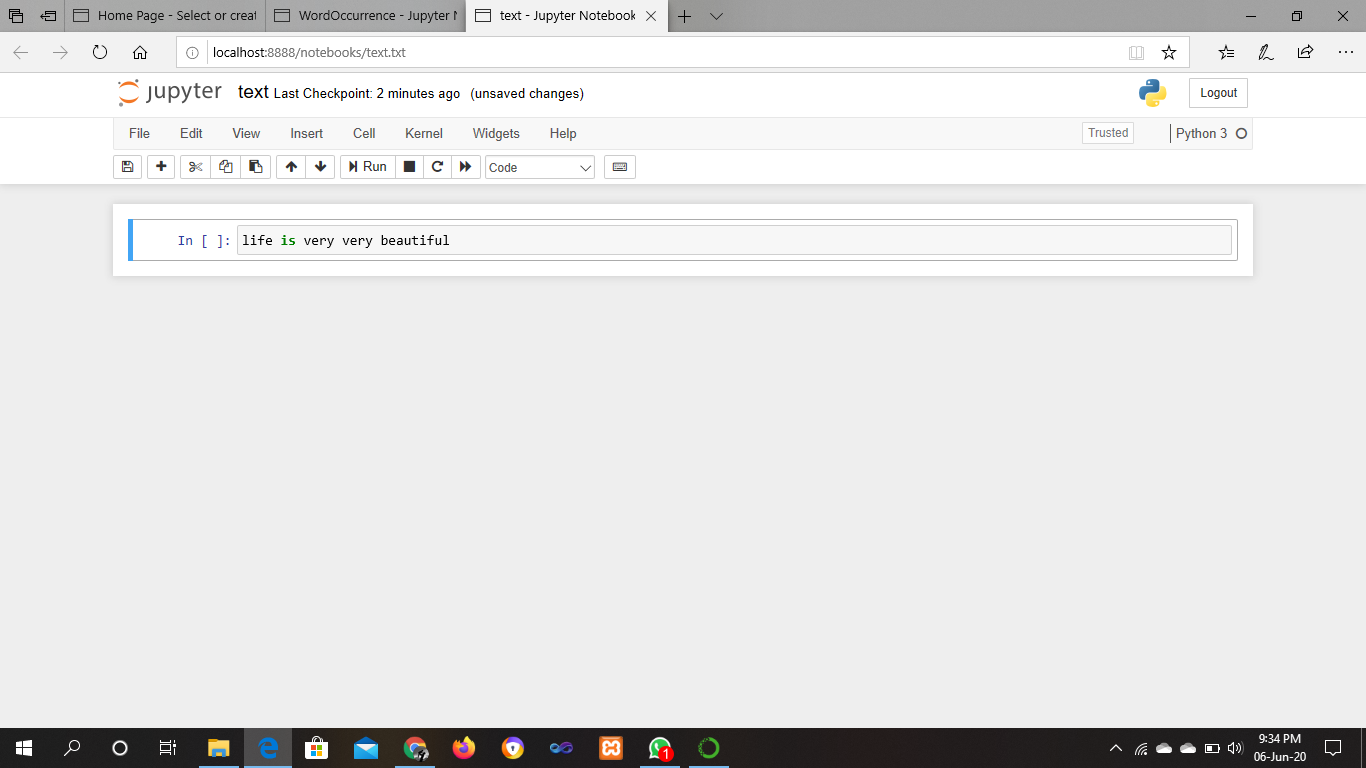 Home Page - Select or creat
WordOccurrence - Jupyter N
text - Jupyter Notebook
localhost:8888/notebooks/text.txt
jupyter text Last Checkpoint: 2 minutes ago (unsaved changes)
Logout
File Edit View Insert Cell Kernel Widgets Help
Trusted
Python 3
Run
Code
In [ ]: life is very very beautiful
1
9:34 PM
06-Jun-20